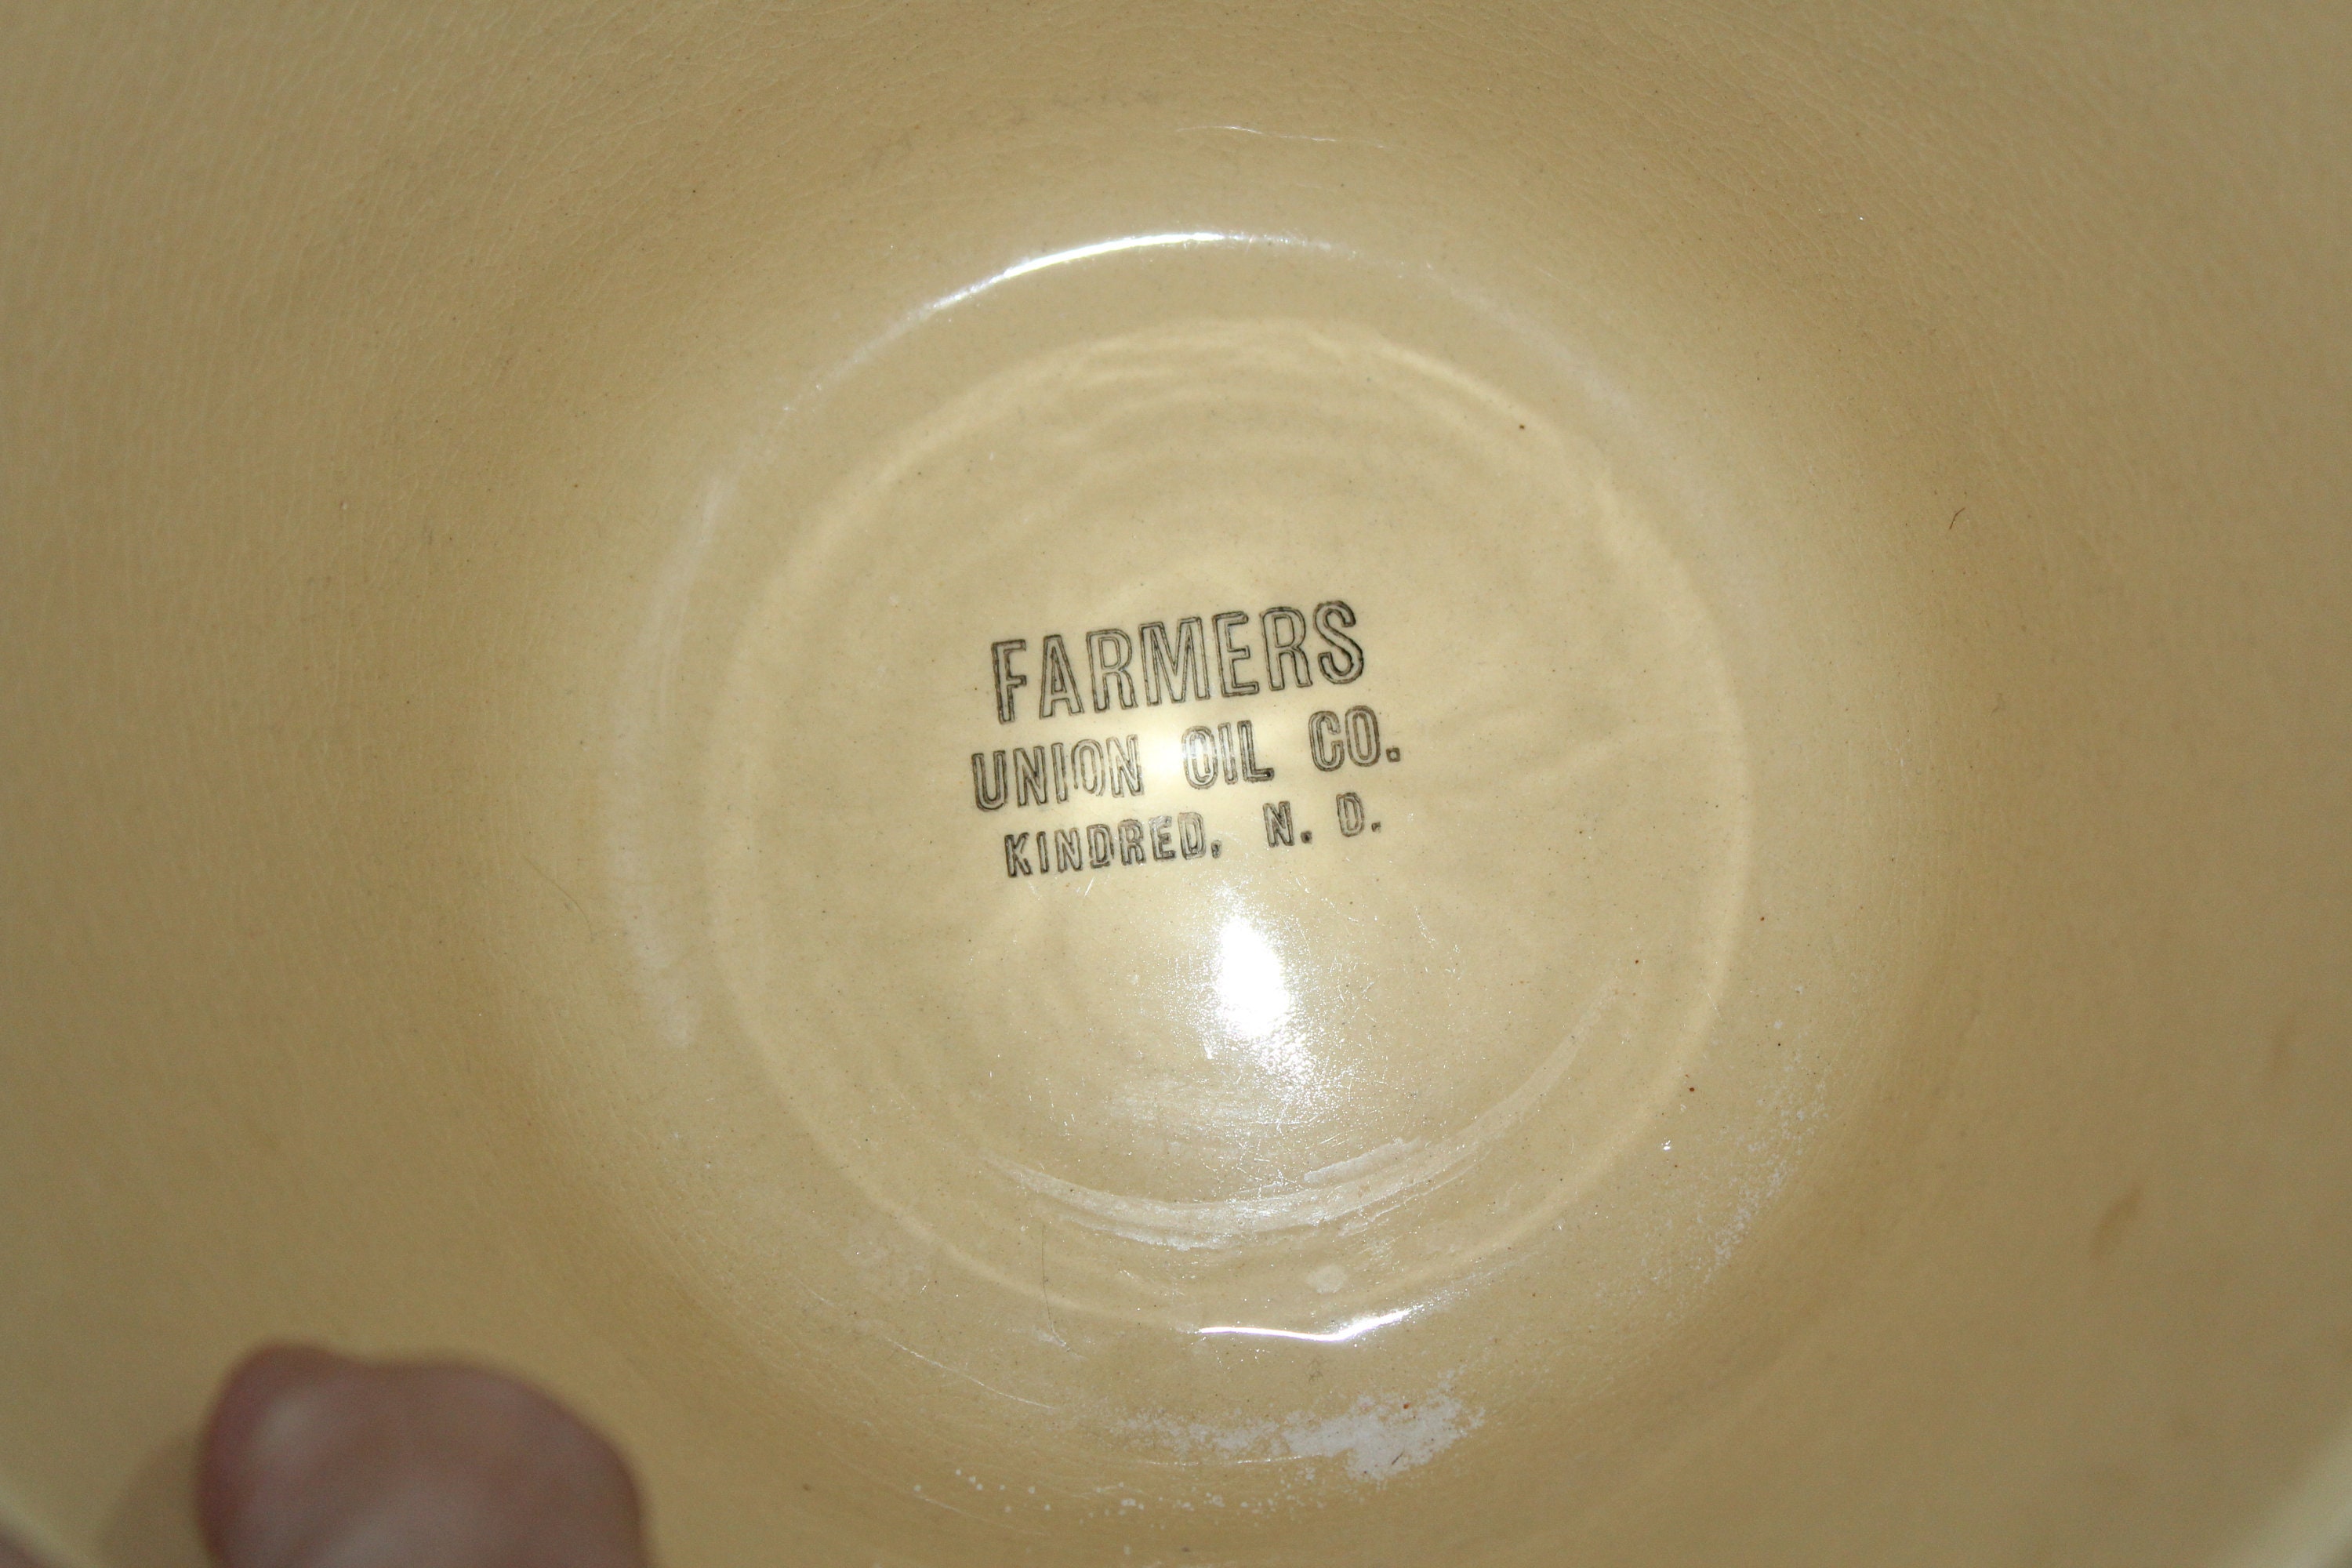 FARMERS
UNION OIL CO.
KINDRED, N. D.